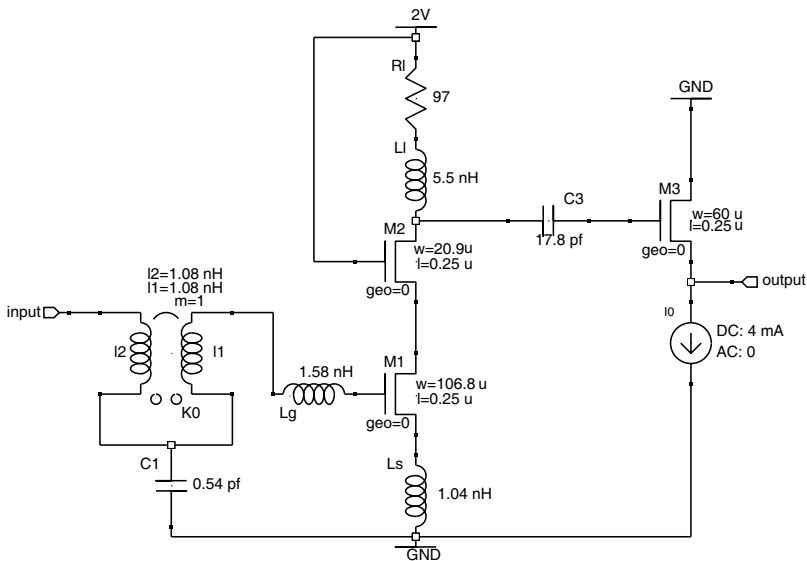 2V
Rl
97
Ll
5.5 nH
GND
C3
17.8 pf
M3
w=60 u
l=0.25 u
geo=0
M2
w=20.9u
l=0.25 u
geo=0
output
I0
DC: 4 mA
AC: 0
l2=1.08 nH
l1=1.08 nH
m=1
input
l2
l1
K0
1.58 nH
Lg
M1
w=106.8 u
l=0.25 u
geo=0
C1
0.54 pf
Ls
1.04 nH
GND